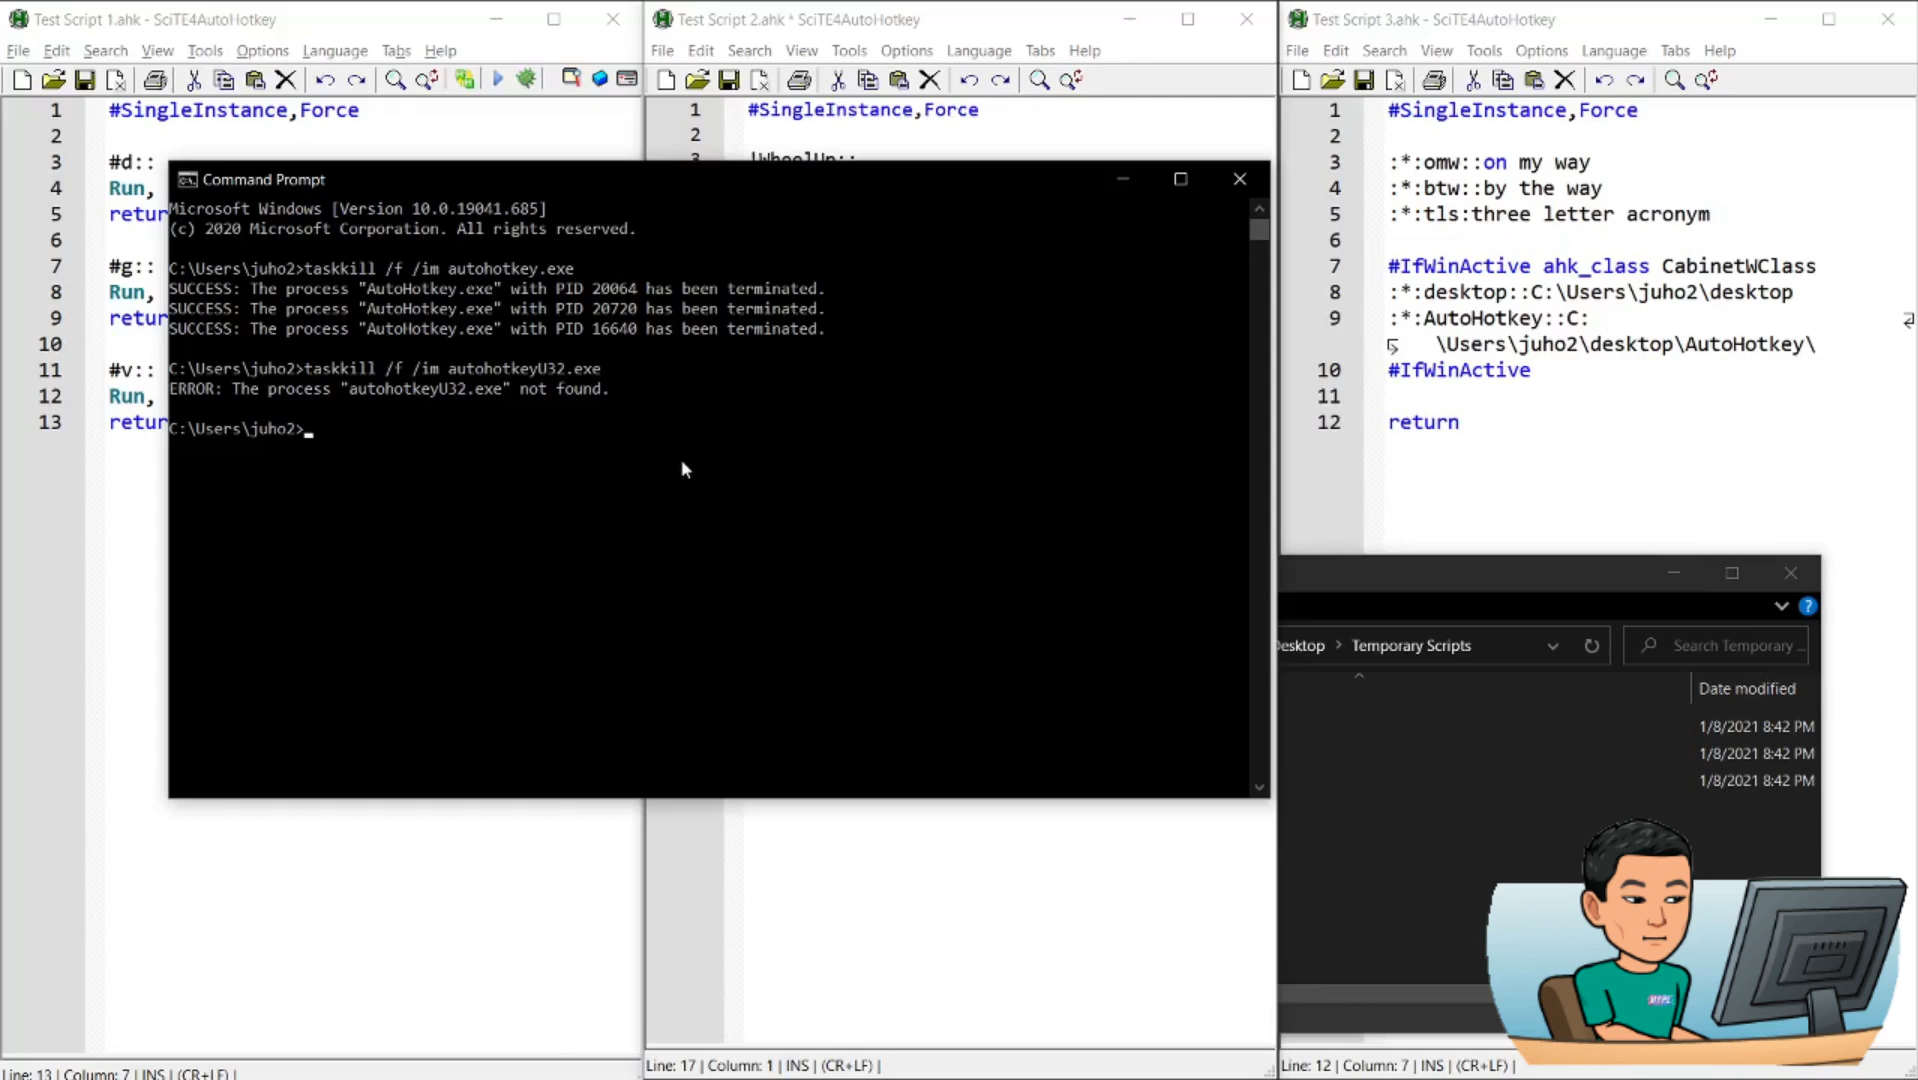 Test Script 1.ahk - SciTE4AutoHotkey
File Edit Search View Tools Options Language Tabs Help
1 #SingleInstance,Force
2
3 #d::
4 Run,
5 retur
6
7 #g::
8 Run,
9 retur
10
11 #v::
12 Run,
13 retur
Line: 13 | Column: 7 | INS | (CR+LF) |
Test Script 2.ahk * SciTE4AutoHotkey
File Edit Search View Tools Options Language Tabs Help
1 #SingleInstance,Force
2
3 !WheelUp::
Line: 17 | Column: 1 | INS | (CR+LF) |
Command Prompt
Microsoft Windows [Version 10.0.19041.685]
(c) 2020 Microsoft Corporation. All rights reserved.
C:\Users\juho2>taskkill /f /im autohotkey.exe
SUCCESS: The process "AutoHotkey.exe" with PID 20064 has been terminated.
SUCCESS: The process "AutoHotkey.exe" with PID 20720 has been terminated.
SUCCESS: The process "AutoHotkey.exe" with PID 16640 has been terminated.
C:\Users\juho2>taskkill /f /im autohotkeyU32.exe
ERROR: The process "autohotkeyU32.exe" not found.
C:\Users\juho2>
Test Script 3.ahk - SciTE4AutoHotkey
File Edit Search View Tools Options Language Tabs Help
1 #SingleInstance,Force
2
3 :*:omw::on my way
4 :*:btw::by the way
5 :*:tls:three letter acronym
6
7 #IfWinActive ahk_class CabinetWClass
8 :*:desktop::C:\Users\juho2\desktop
9 :*:AutoHotkey::C:
\Users\juho2\desktop\AutoHotkey\
10 #IfWinActive
11
12 return
esktop > Temporary Scripts
Search Temporary ...
Date modified
1/8/2021 8:42 PM
1/8/2021 8:42 PM
1/8/2021 8:42 PM
Line: 12 | Column: 7 | INS | (CR+LF) |